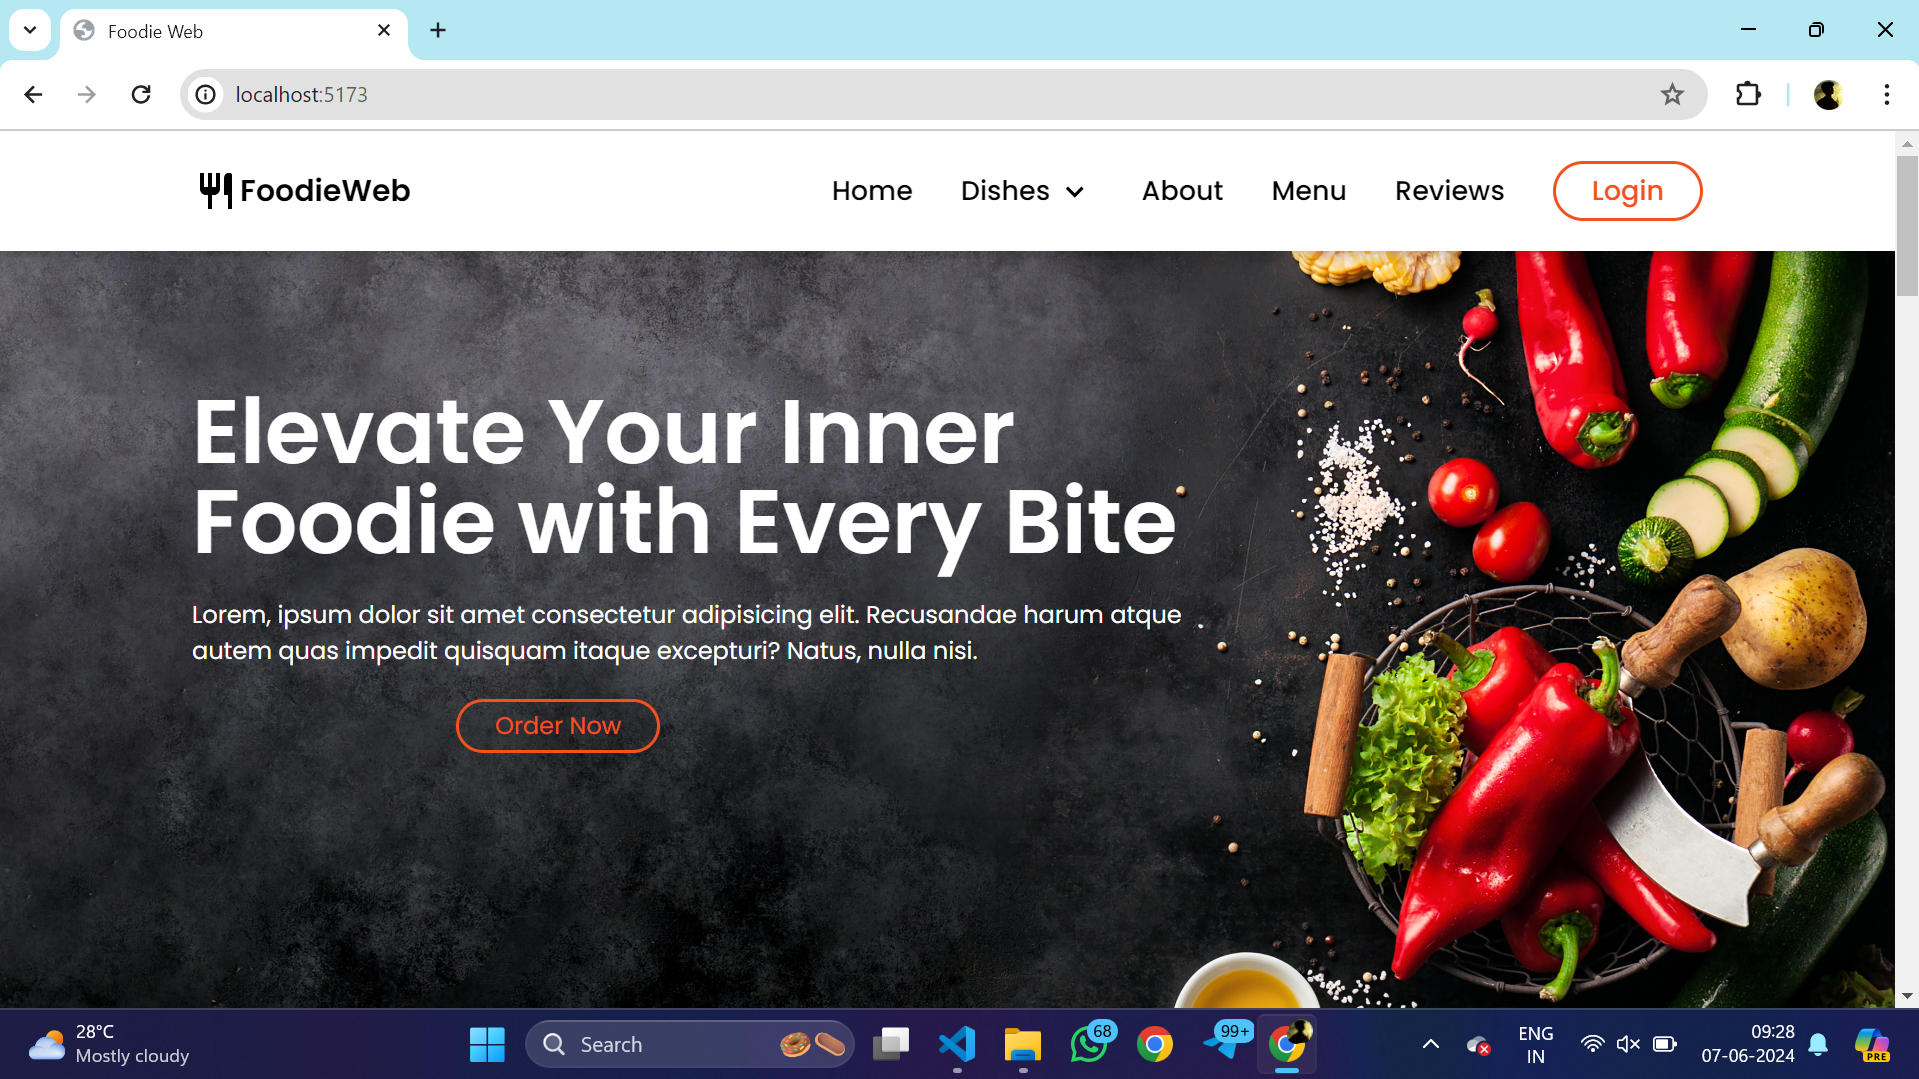 Foodie Web
localhost:5173
FoodieWeb
Home Dishes About Menu Reviews Login
Elevate Your Inner
Foodie with Every Bite
Lorem, ipsum dolor sit amet consectetur adipisicing elit. Recusandae harum atque
autem quas impedit quisquam itaque excepturi? Natus, nulla nisi.
Order Now
28°C
Mostly cloudy
Search
68
99+
ENG
IN
09:28
07-06-2024
PRE